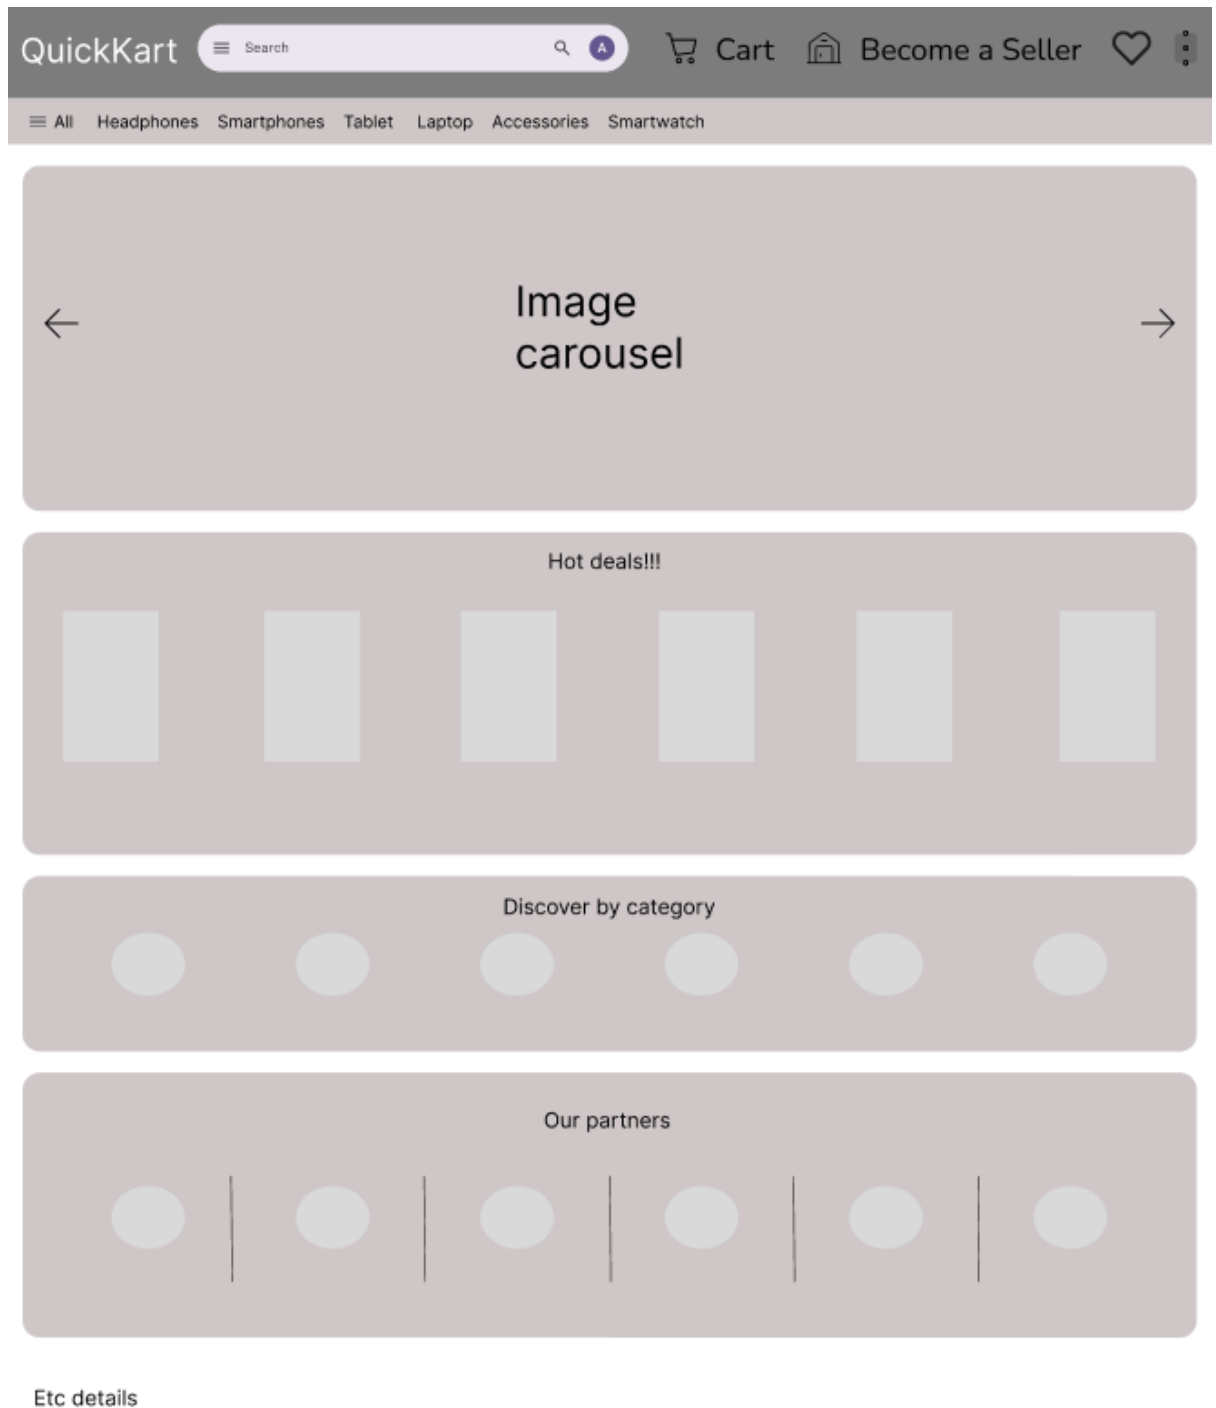 QuickKart Search A Cart Become a Seller
All Headphones Smartphones Tablet Laptop Accessories Smartwatch
Image
carousel
Hot deals!!!
Discover by category
Our partners
Etc details